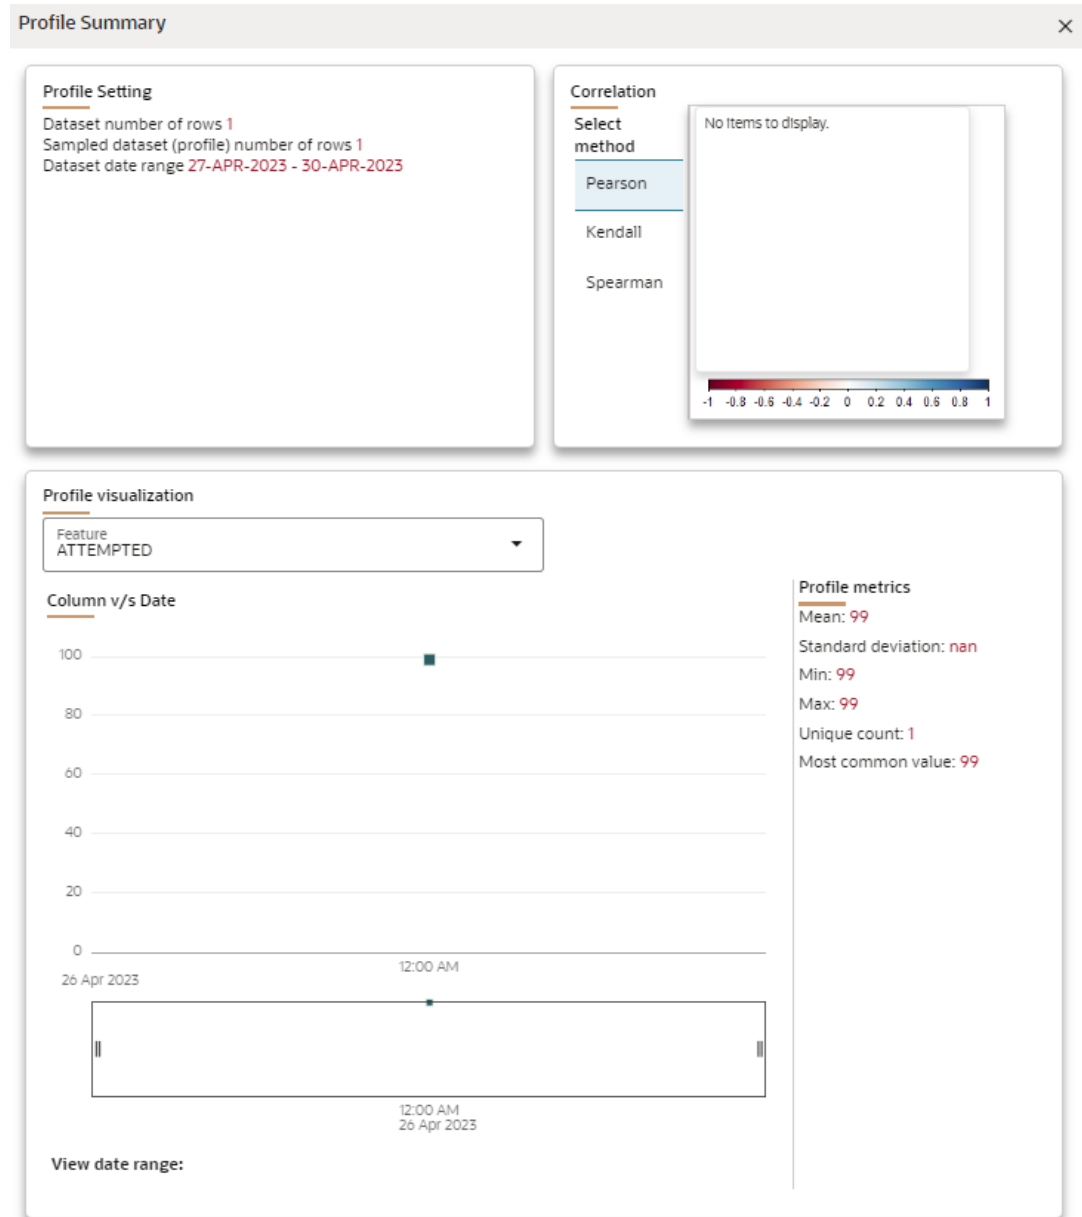 Profile Summary
Profile Setting
Dataset number of rows 1
Sampled dataset (profile) number of rows 1
Dataset date range 27-APR-2023 - 30-APR-2023
Correlation
Select
method
Pearson
Kendall
Spearman
No items to display.
-1 -0.8 -0.6 -0.4 -0.2 0 0.2 0.4 0.6 0.8 1
Profile visualization
Feature
ATTEMPTED
Column v/s Date
100
80
60
40
20
0
12:00 AM
26 Apr 2023
12:00 AM
26 Apr 2023
View date range:
Profile metrics
Mean: 99
Standard deviation: nan
Min: 99
Max: 99
Unique count: 1
Most common value: 99